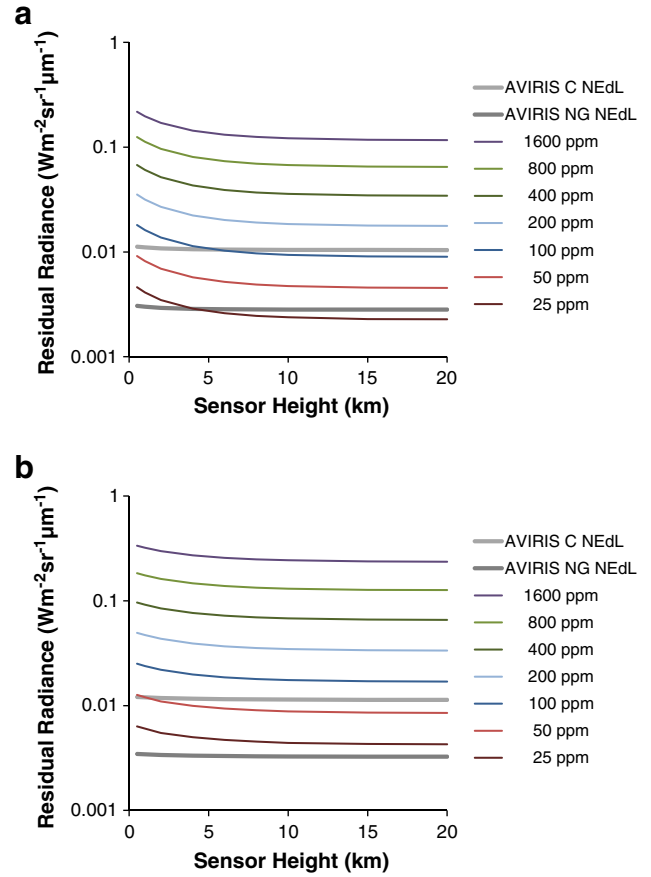 a
Residual Radiance (Wm⁻²sr⁻¹µm⁻¹)
1
0.1
0.01
0.001
0 5 10 15 20
Sensor Height (km)
AVIRIS C NEdL
AVIRIS NG NEdL
1600 ppm
800 ppm
400 ppm
200 ppm
100 ppm
50 ppm
25 ppm
b
Residual Radiance (Wm⁻²sr⁻¹µm⁻¹)
1
0.1
0.01
0.001
0 5 10 15 20
Sensor Height (km)
AVIRIS C NEdL
AVIRIS NG NEdL
1600 ppm
800 ppm
400 ppm
200 ppm
100 ppm
50 ppm
25 ppm